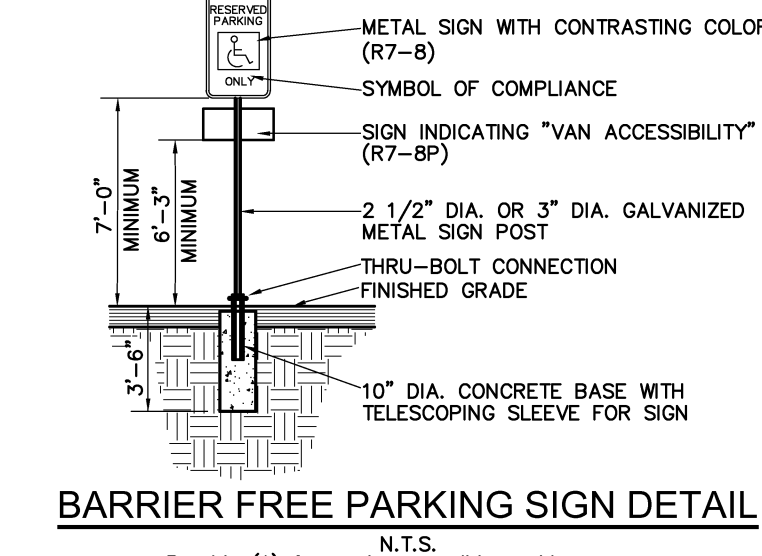 RESERVED
PARKING
ONLY
METAL SIGN WITH CONTRASTING COLOR
(R7-8)
SYMBOL OF COMPLIANCE
SIGN INDICATING "VAN ACCESSIBILITY"
(R7-8P)
7'-0"
MINIMUM
6'-3"
MINIMUM
2 1/2" DIA. OR 3" DIA. GALVANIZED
METAL SIGN POST
THRU-BOLT CONNECTION
FINISHED GRADE
3'-6"
10" DIA. CONCRETE BASE WITH
TELESCOPING SLEEVE FOR SIGN
BARRIER FREE PARKING SIGN DETAIL
N.T.S.